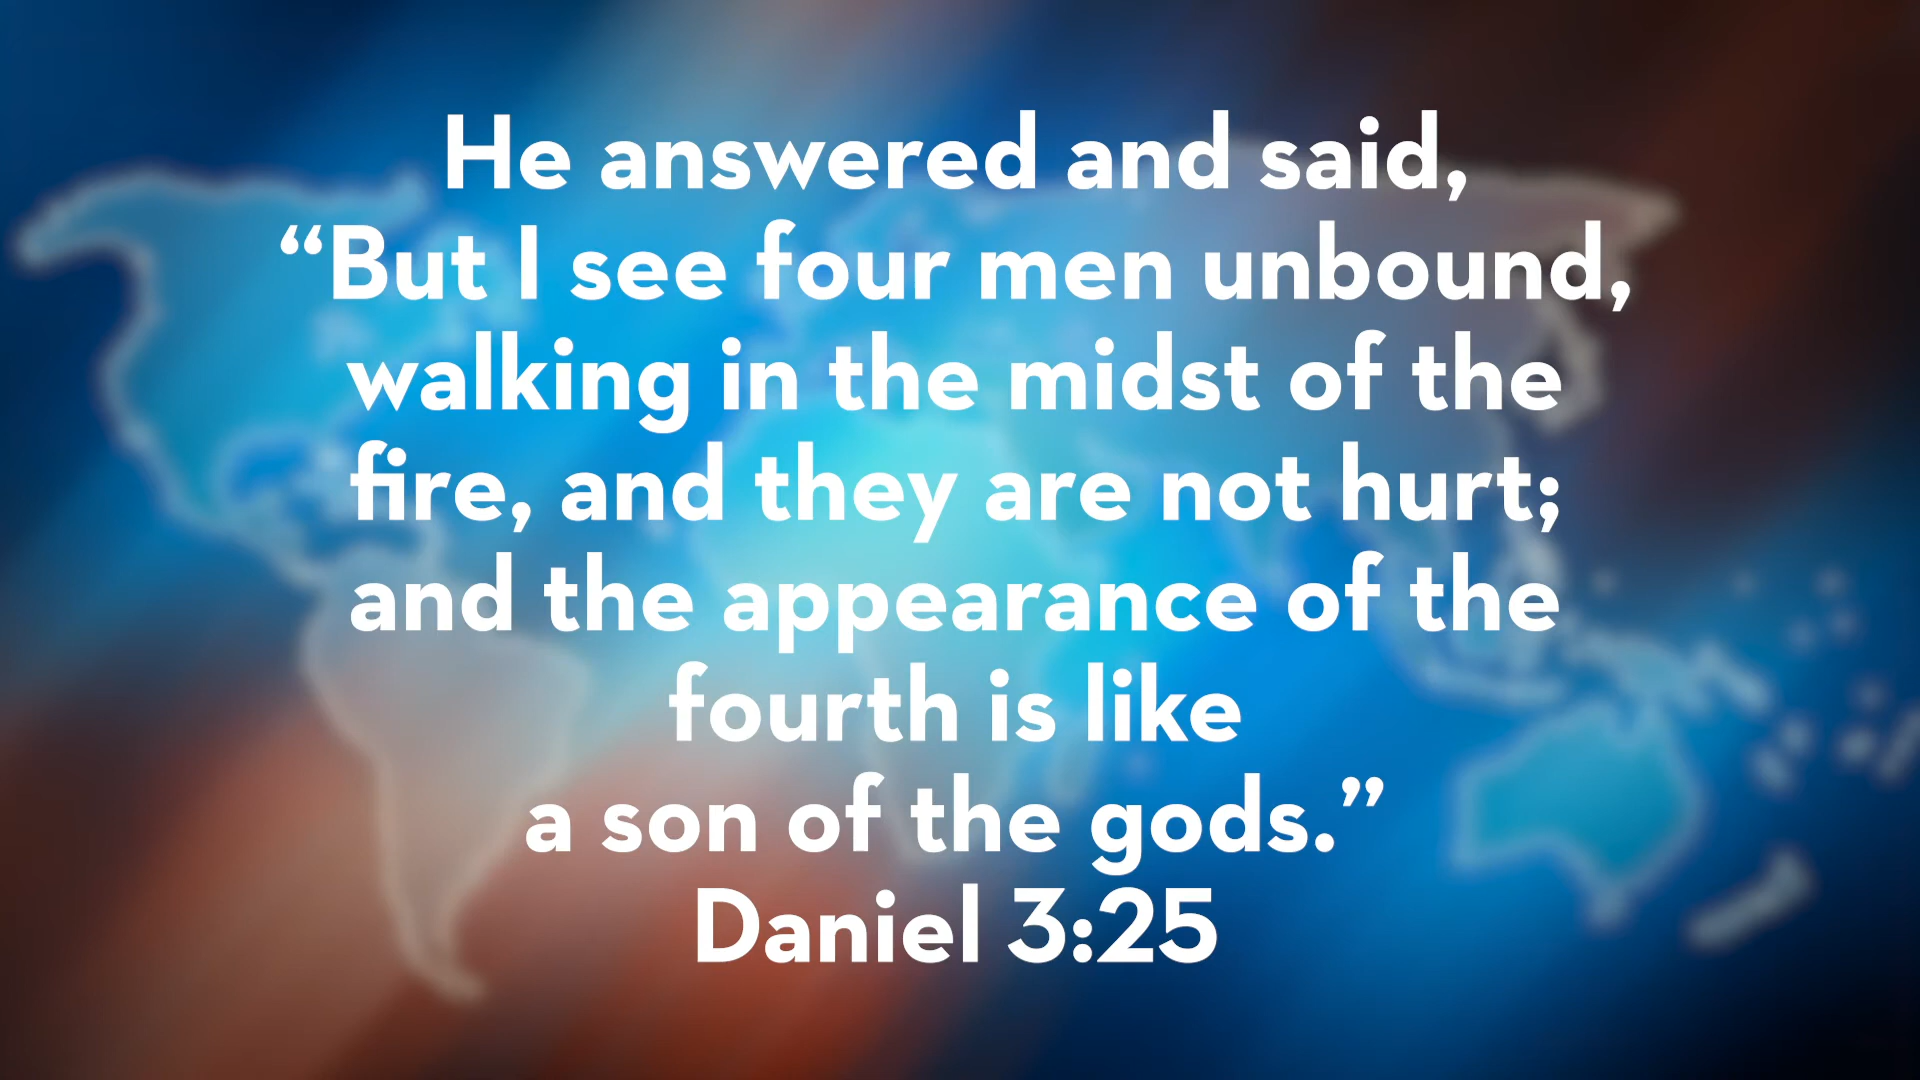 He answered and said,
“But I see four men unbound,
walking in the midst of the
fire, and they are not hurt;
and the appearance of the
fourth is like
a son of the gods.”
Daniel 3:25